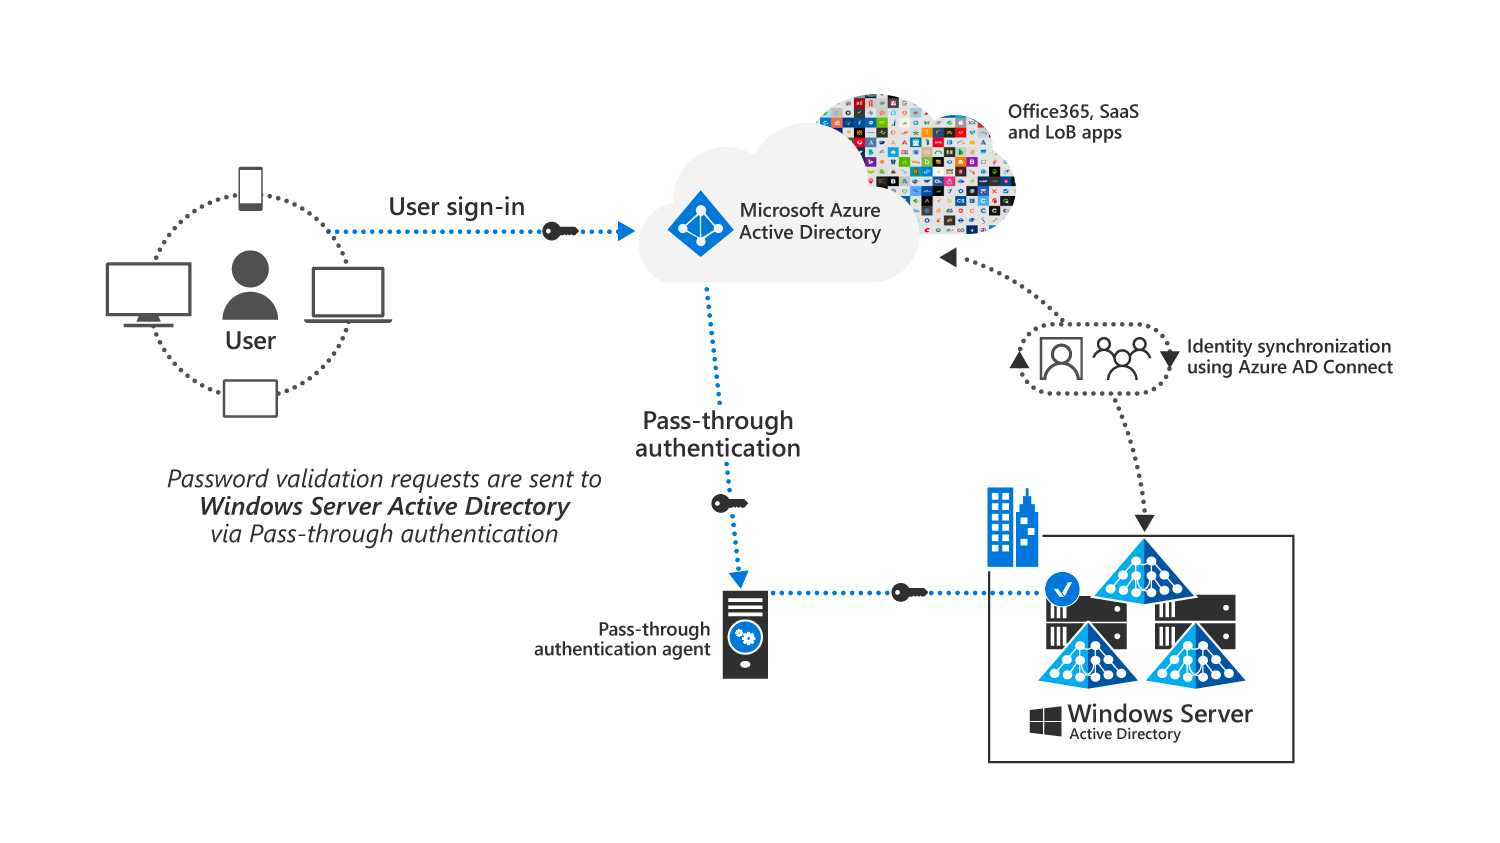 Office365, SaaS
and LoB apps
User sign-in
Microsoft Azure
Active Directory
User
Identity synchronization
using Azure AD Connect
Pass-through
authentication
Password validation requests are sent to
Windows Server Active Directory
via Pass-through authentication
Pass-through
authentication agent
Windows Server
Active Directory